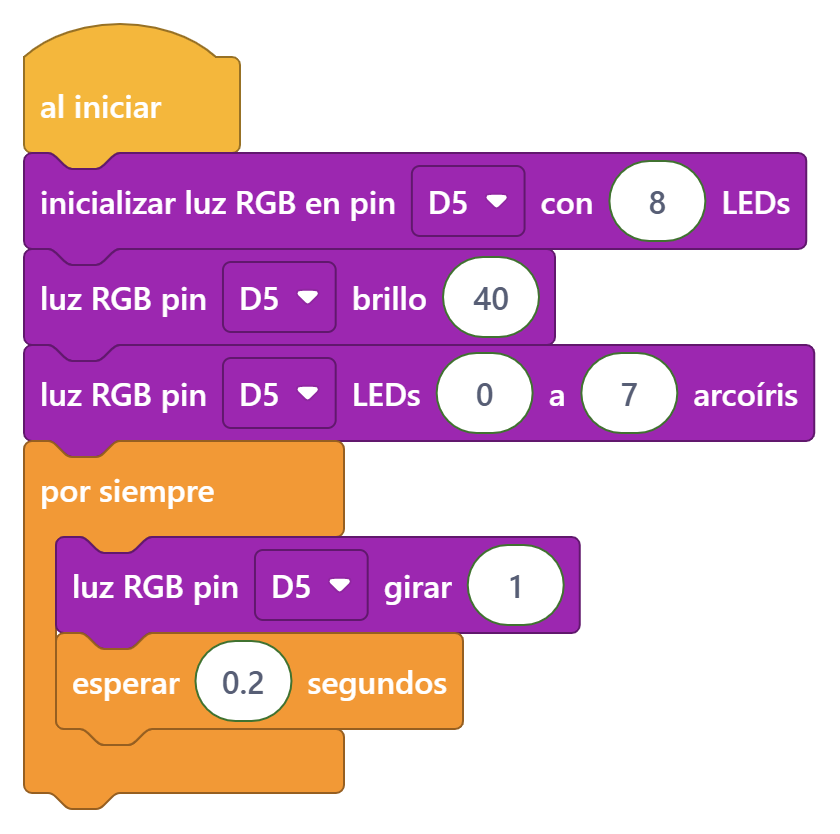 al iniciar
inicializar luz RGB en pin D5 con 8 LEDs
luz RGB pin D5 brillo 40
luz RGB pin D5 LEDs 0 a 7 arcoíris
por siempre
luz RGB pin D5 girar 1
esperar 0.2 segundos